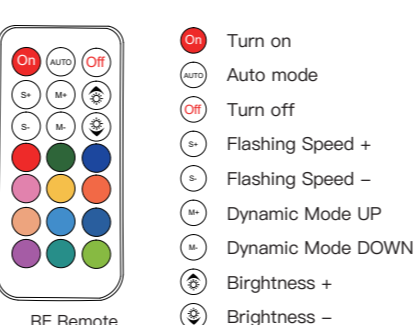 On AUTO Off
S+ M+
S- M-
RF Remote
On Turn on
AUTO Auto mode
Off Turn off
S+ Flashing Speed +
S- Flashing Speed −
M+ Dynamic Mode UP
M- Dynamic Mode DOWN
Birghtness +
Brightness −